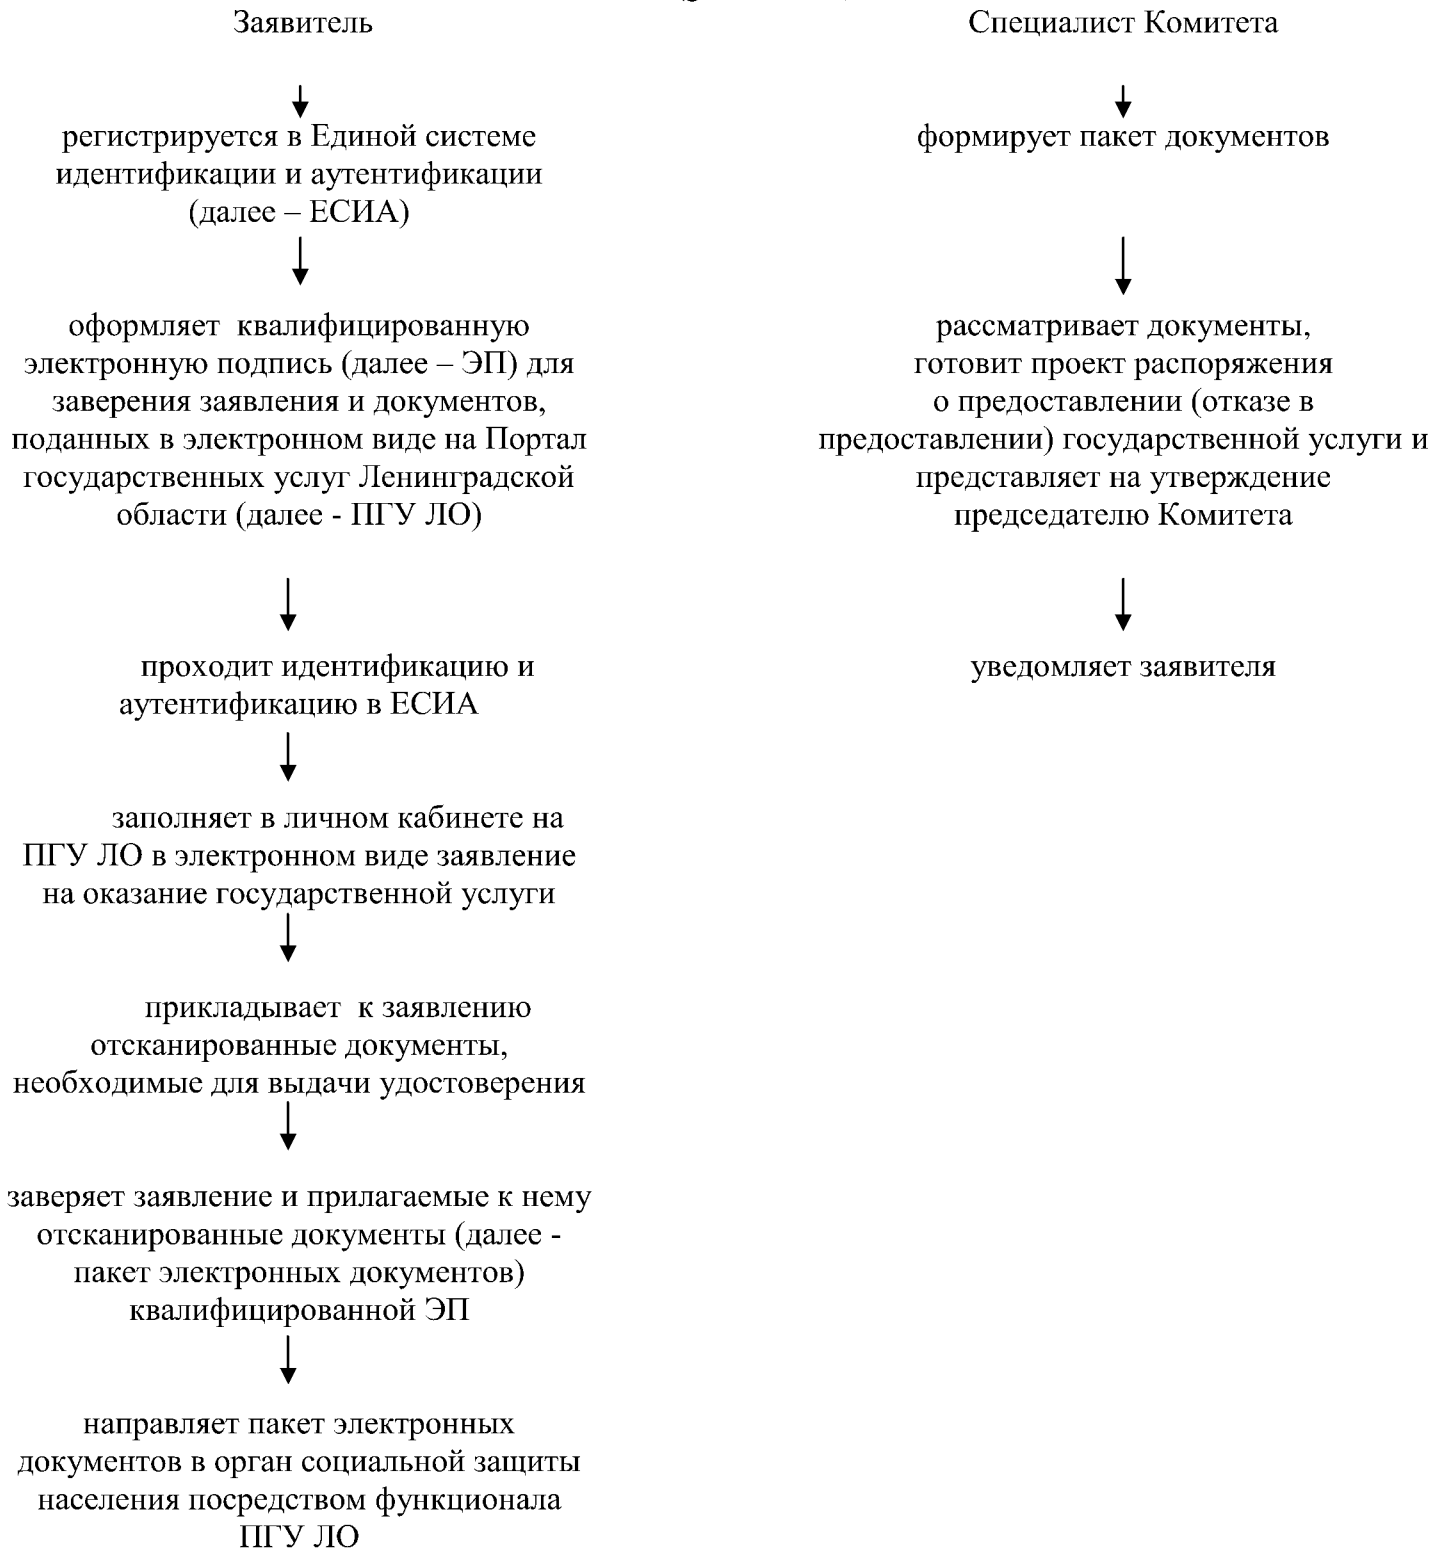 Заявитель
регистрируется в Единой системе
идентификации и аутентификации
(далее – ЕСИА)
оформляет  квалифицированную
электронную подпись (далее – ЭП) для
заверения заявления и документов,
поданных в электронном виде на Портал
государственных услуг Ленинградской
области (далее - ПГУ ЛО)
проходит идентификацию и
аутентификацию в ЕСИА
заполняет в личном кабинете на
ПГУ ЛО в электронном виде заявление
на оказание государственной услуги
прикладывает  к заявлению
отсканированные документы,
необходимые для выдачи удостоверения
заверяет заявление и прилагаемые к нему
отсканированные документы (далее -
пакет электронных документов)
квалифицированной ЭП
направляет пакет электронных
документов в орган социальной защиты
населения посредством функционала
ПГУ ЛО
Специалист Комитета
формирует пакет документов
рассматривает документы,
готовит проект распоряжения
о предоставлении (отказе в
предоставлении) государственной услуги и
представляет на утверждение
председателю Комитета
уведомляет заявителя